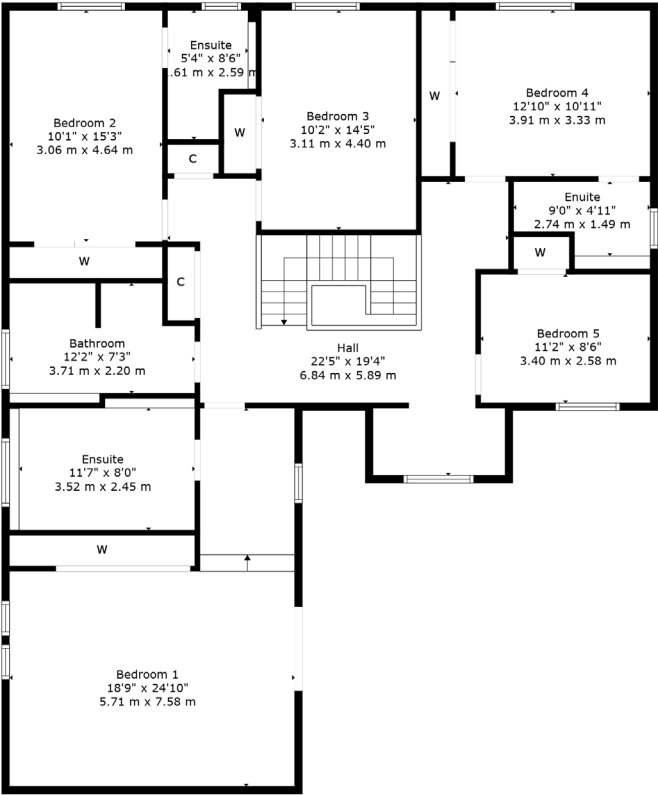 Ensuite
5'4" x 8'6"
.61 m x 2.59 m
Bedroom 2
10'1" x 15'3"
3.06 m x 4.64 m
Bedroom 3
10'2" x 14'5"
3.11 m x 4.40 m
Bedroom 4
12'10" x 10'11"
3.91 m x 3.33 m
W
W
C
Ensuite
9'0" x 4'11"
2.74 m x 1.49 m
W
W
C
Bathroom
12'2" x 7'3"
3.71 m x 2.20 m
Hall
22'5" x 19'4"
6.84 m x 5.89 m
Bedroom 5
11'2" x 8'6"
3.40 m x 2.58 m
Ensuite
11'7" x 8'0"
3.52 m x 2.45 m
W
Bedroom 1
18'9" x 24'10"
5.71 m x 7.58 m